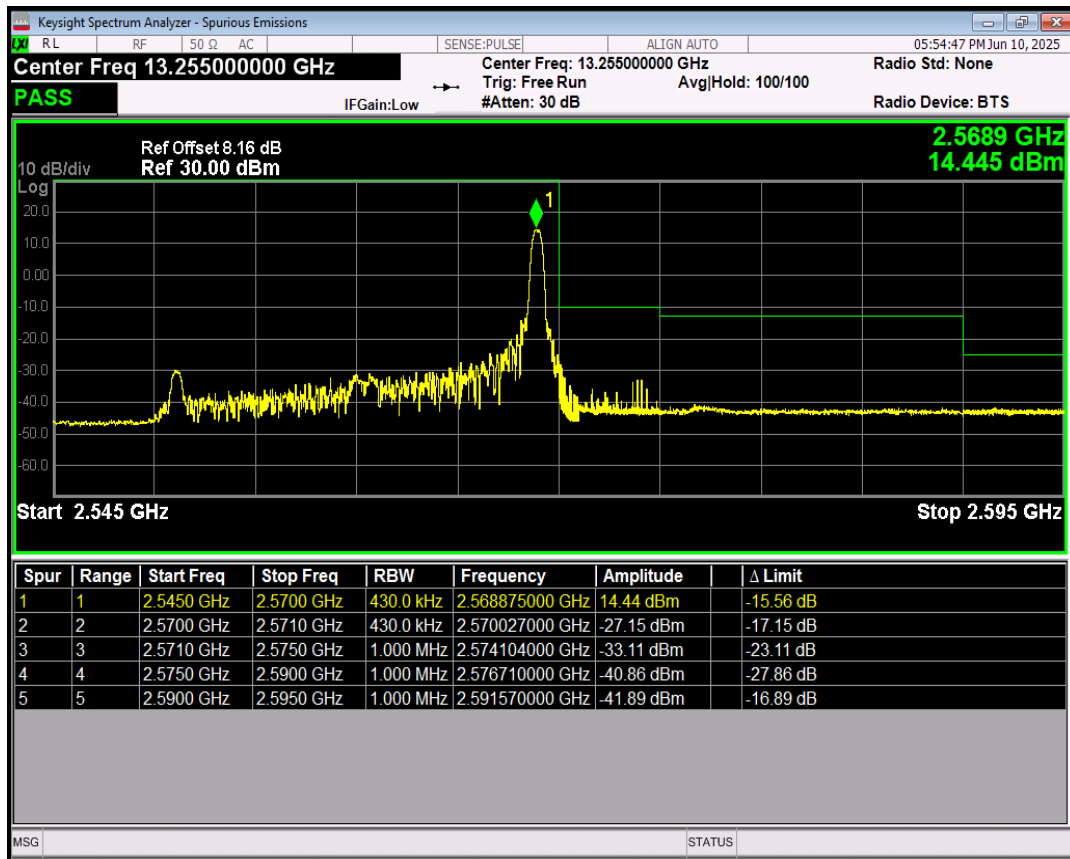 Keysight Spectrum Analyzer - Spurious Emissions
LXI RL RF 50 Ω AC SENSE:PULSE ALIGN AUTO 05:54:47 PM Jun 10, 2025
Center Freq 13.255000000 GHz Center Freq: 13.255000000 GHz Radio Std: None
Trig: Free Run Avg|Hold: 100/100
PASS IFGain:Low #Atten: 30 dB Radio Device: BTS
Ref Offset 8.16 dB 2.5689 GHz
10 dB/div Ref 30.00 dBm 14.445 dBm
Log
1
20.0
10.0
0.00
-10.0
-20.0
-30.0
-40.0
-50.0
-60.0
Start 2.545 GHz Stop 2.595 GHz
Spur Range Start Freq Stop Freq RBW Frequency Amplitude Δ Limit
1 1 2.5450 GHz 2.5700 GHz 430.0 kHz 2.568875000 GHz 14.44 dBm -15.56 dB
2 2 2.5700 GHz 2.5710 GHz 430.0 kHz 2.570027000 GHz -27.15 dBm -17.15 dB
3 3 2.5710 GHz 2.5750 GHz 1.000 MHz 2.574104000 GHz -33.11 dBm -23.11 dB
4 4 2.5750 GHz 2.5900 GHz 1.000 MHz 2.576710000 GHz -40.86 dBm -27.86 dB
5 5 2.5900 GHz 2.5950 GHz 1.000 MHz 2.591570000 GHz -41.89 dBm -16.89 dB
MSG STATUS